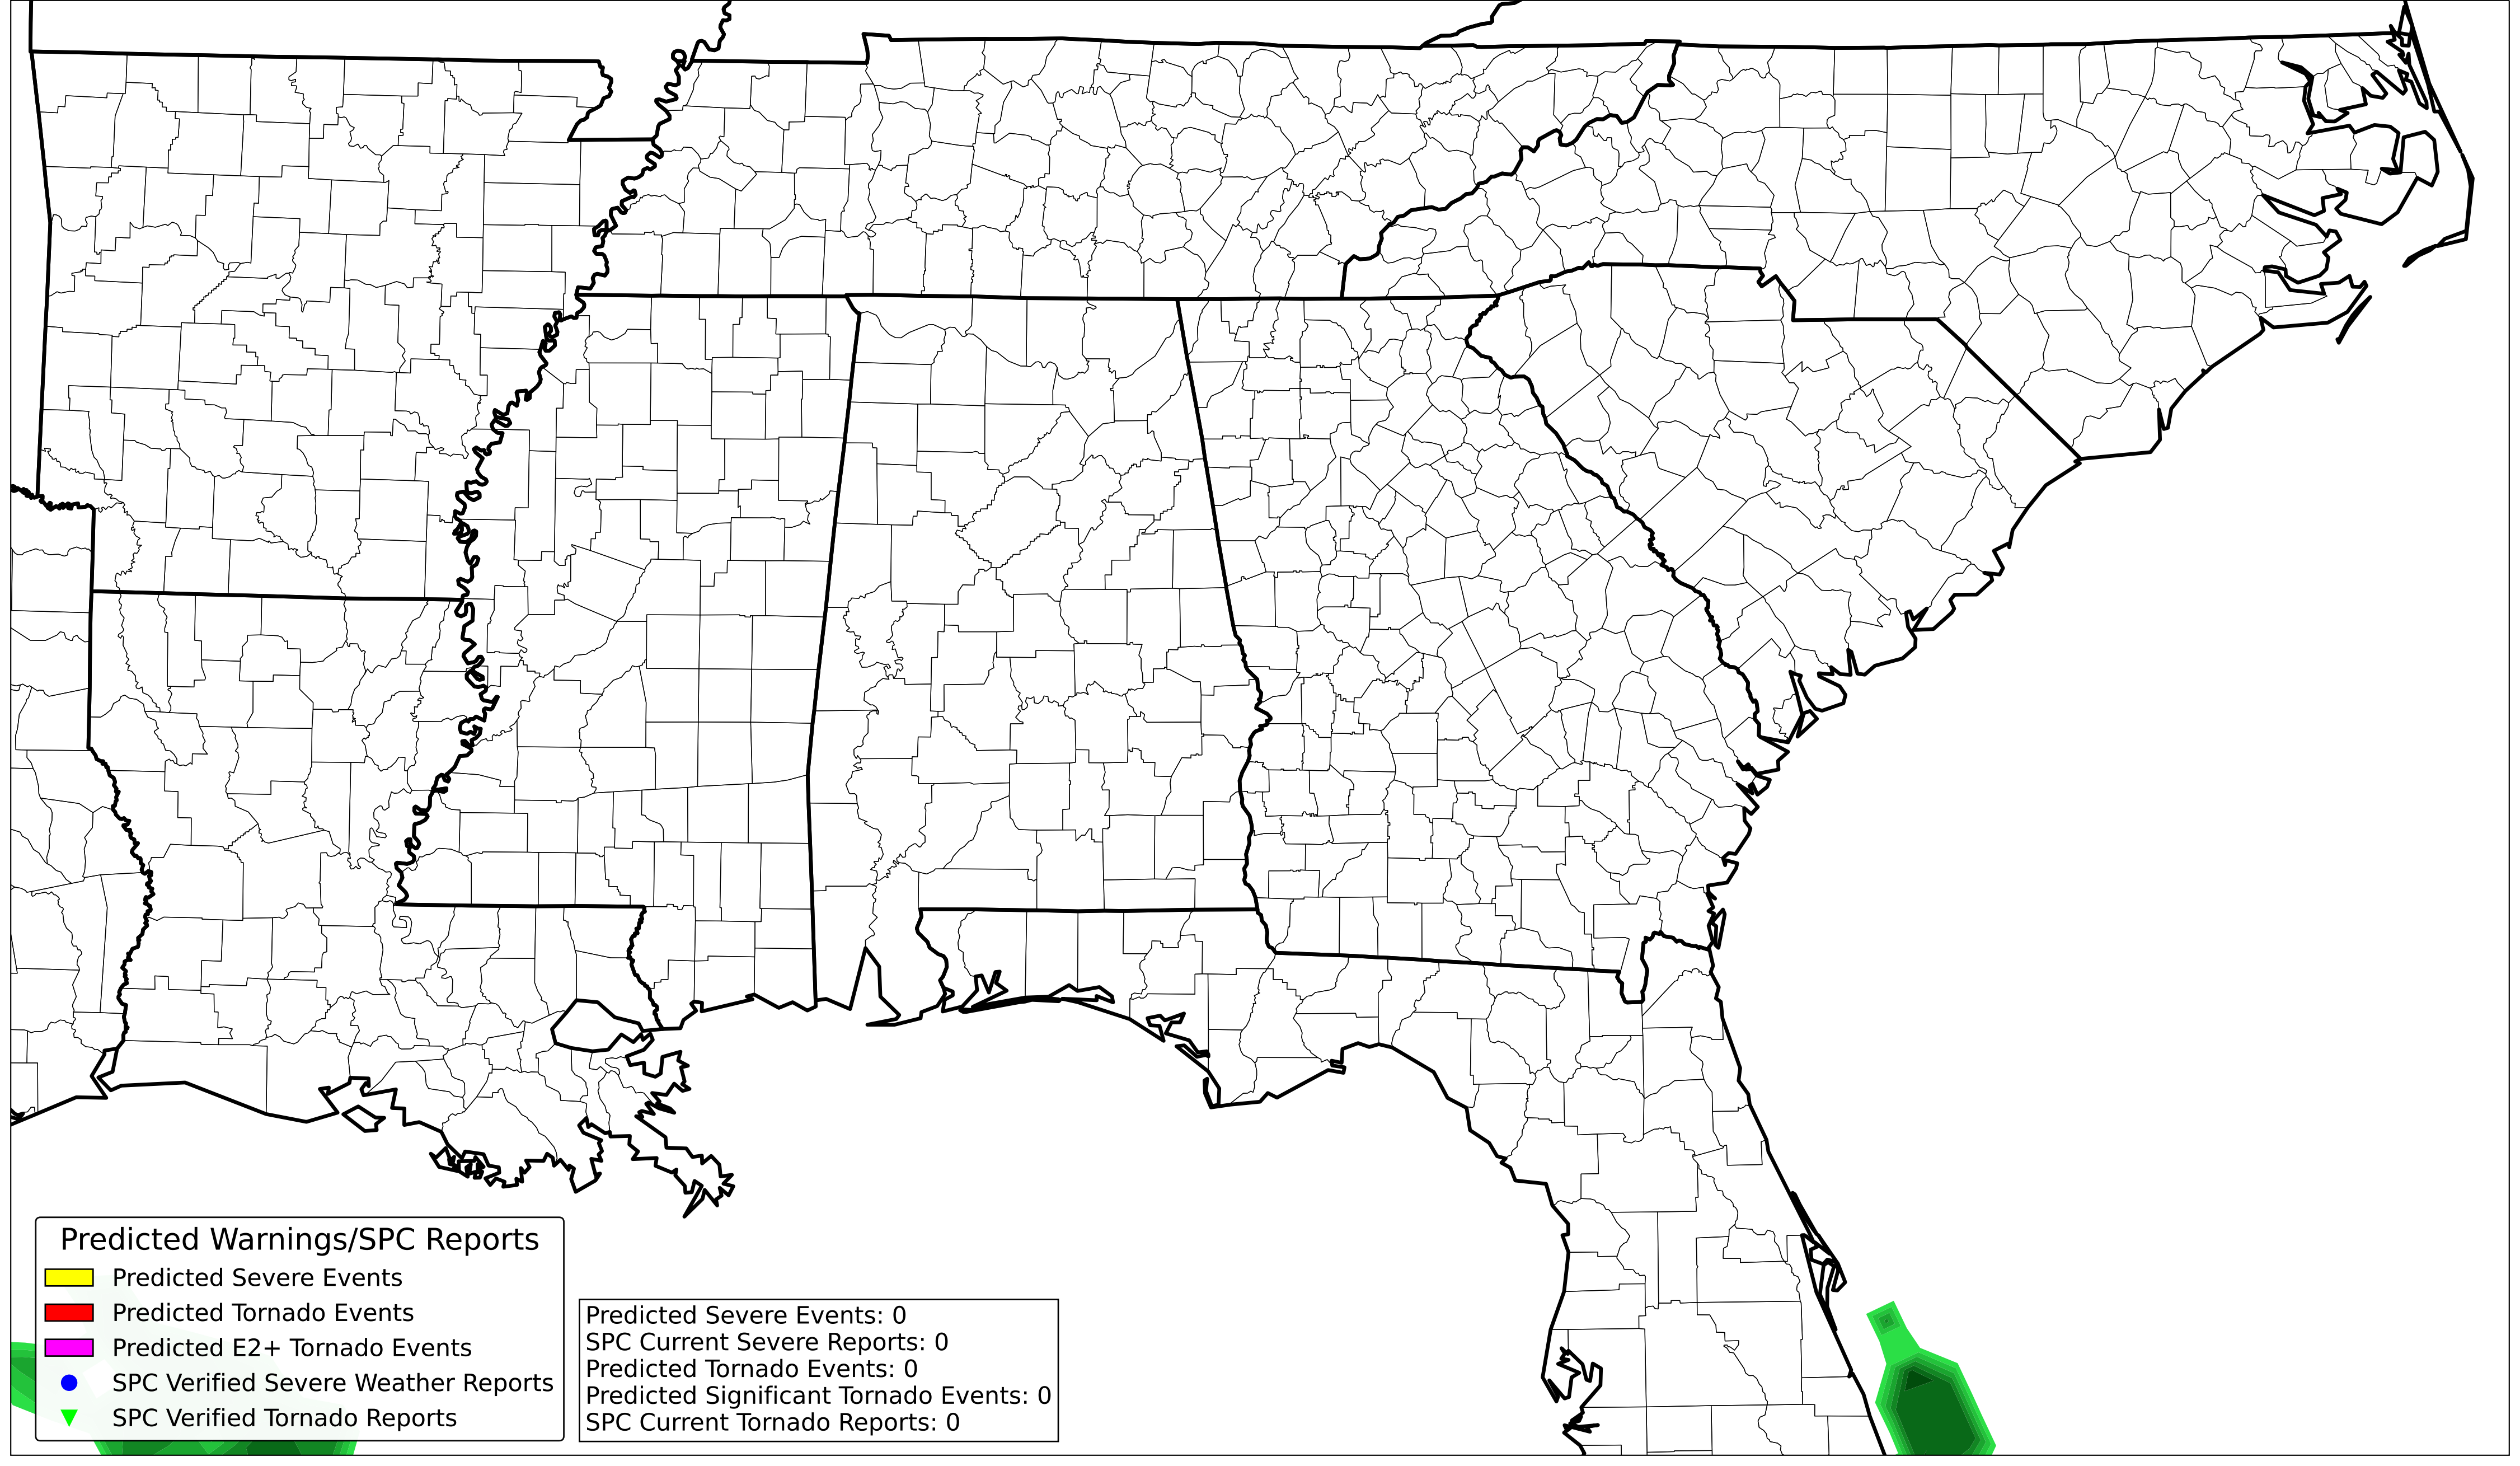 Predicted Warnings/SPC Reports
Predicted Severe Events
Predicted Tornado Events
Predicted E2+ Tornado Events
SPC Verified Severe Weather Reports
SPC Verified Tornado Reports
Predicted Severe Events: 0
SPC Current Severe Reports: 0
Predicted Tornado Events: 0
Predicted Significant Tornado Events: 0
SPC Current Tornado Reports: 0